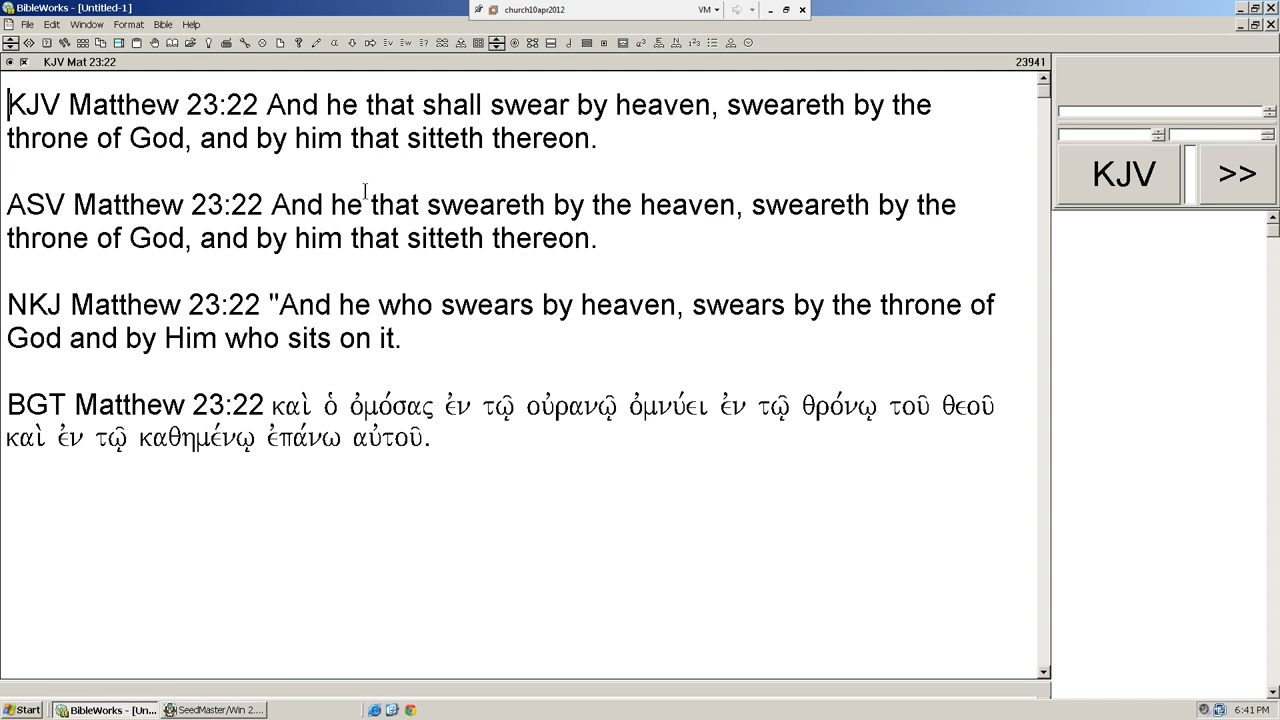 BibleWorks - [Untitled-1]
church10apr2012 VM
File Edit Window Format Bible Help
KJV Mat 23:22 23941
KJV Matthew 23:22 And he that shall swear by heaven, sweareth by the
throne of God, and by him that sitteth thereon.
ASV Matthew 23:22 And he that sweareth by the heaven, sweareth by the
throne of God, and by him that sitteth thereon.
NKJ Matthew 23:22 "And he who swears by heaven, swears by the throne of
God and by Him who sits on it.
BGT Matthew 23:22 καὶ ὁ ὀμόσας ἐν τῷ οὐρανῷ ὀμνύει ἐν τῷ θρόνῳ τοῦ θεοῦ
καὶ ἐν τῷ καθημένῳ ἐπάνω αὐτοῦ.
KJV >>
Start BibleWorks - [Un... SeedMaster/Win 2.... 6:41 PM